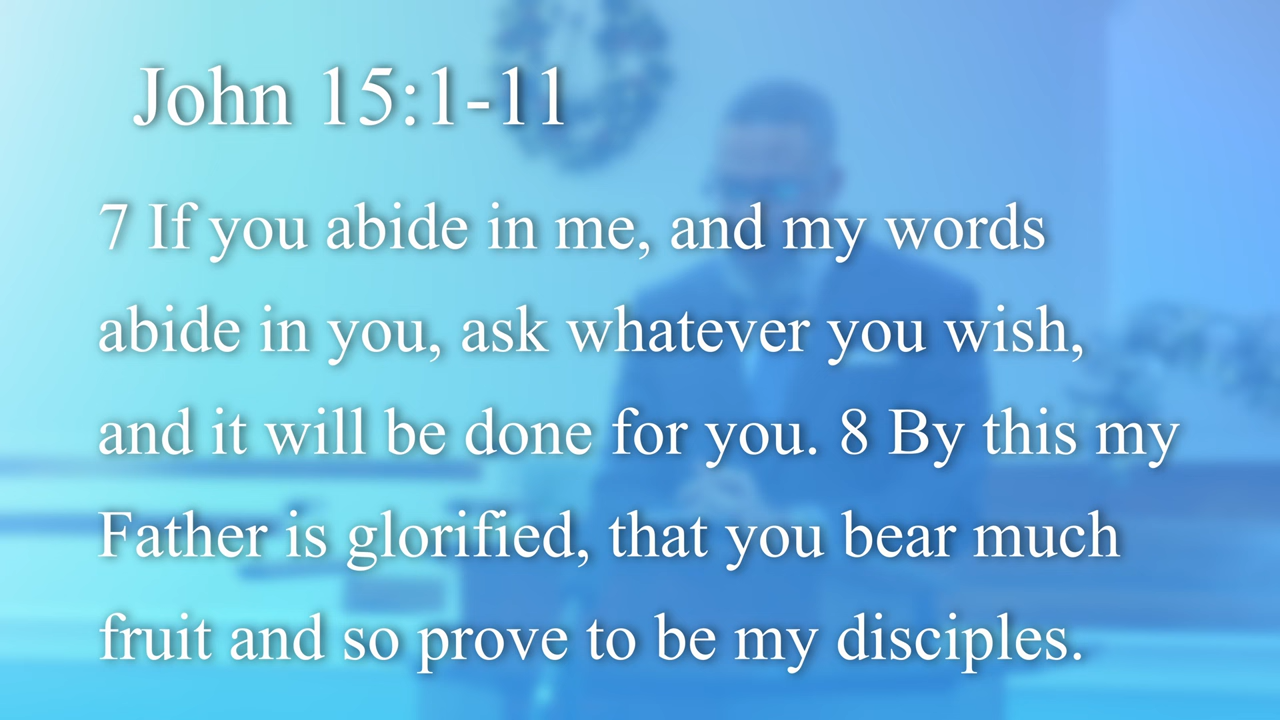 John 15:1-11
7 If you abide in me, and my words
abide in you, ask whatever you wish,
and it will be done for you. 8 By this my
Father is glorified, that you bear much
fruit and so prove to be my disciples.